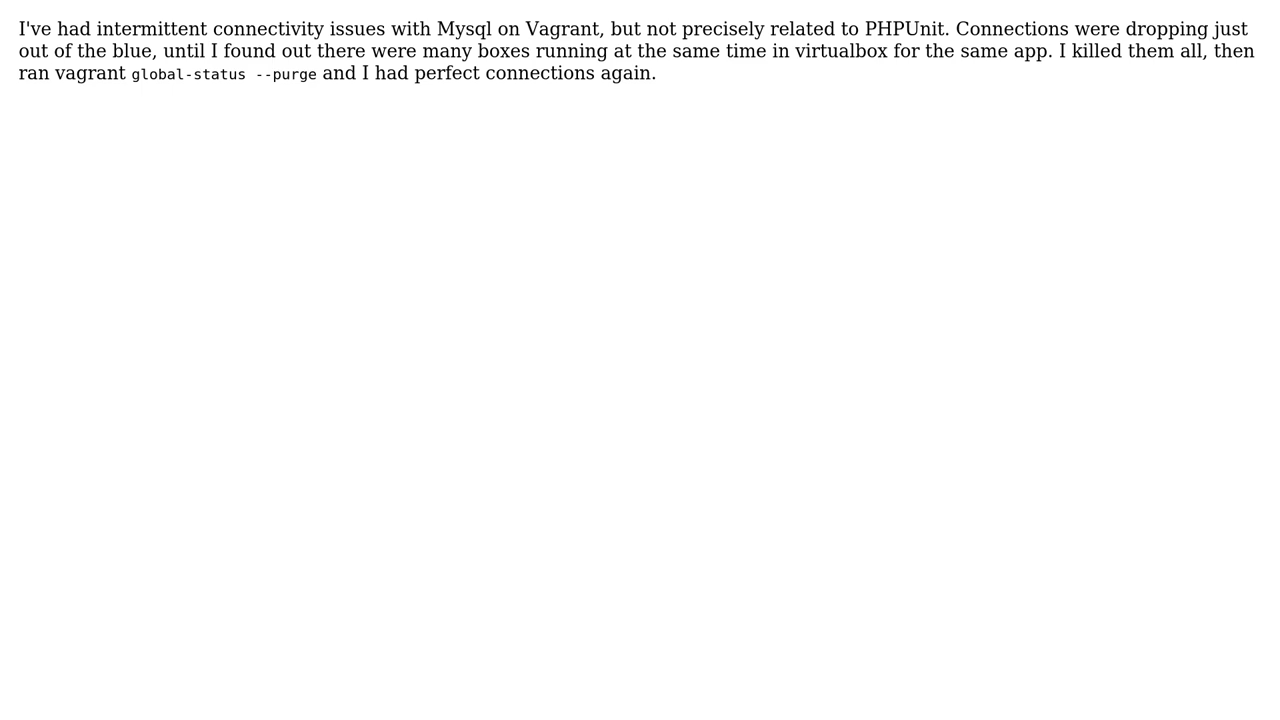 I've had intermittent connectivity issues with Mysql on Vagrant, but not precisely related to PHPUnit. Connections were dropping just
out of the blue, until I found out there were many boxes running at the same time in virtualbox for the same app. I killed them all, then
ran vagrant global-status --purge and I had perfect connections again.